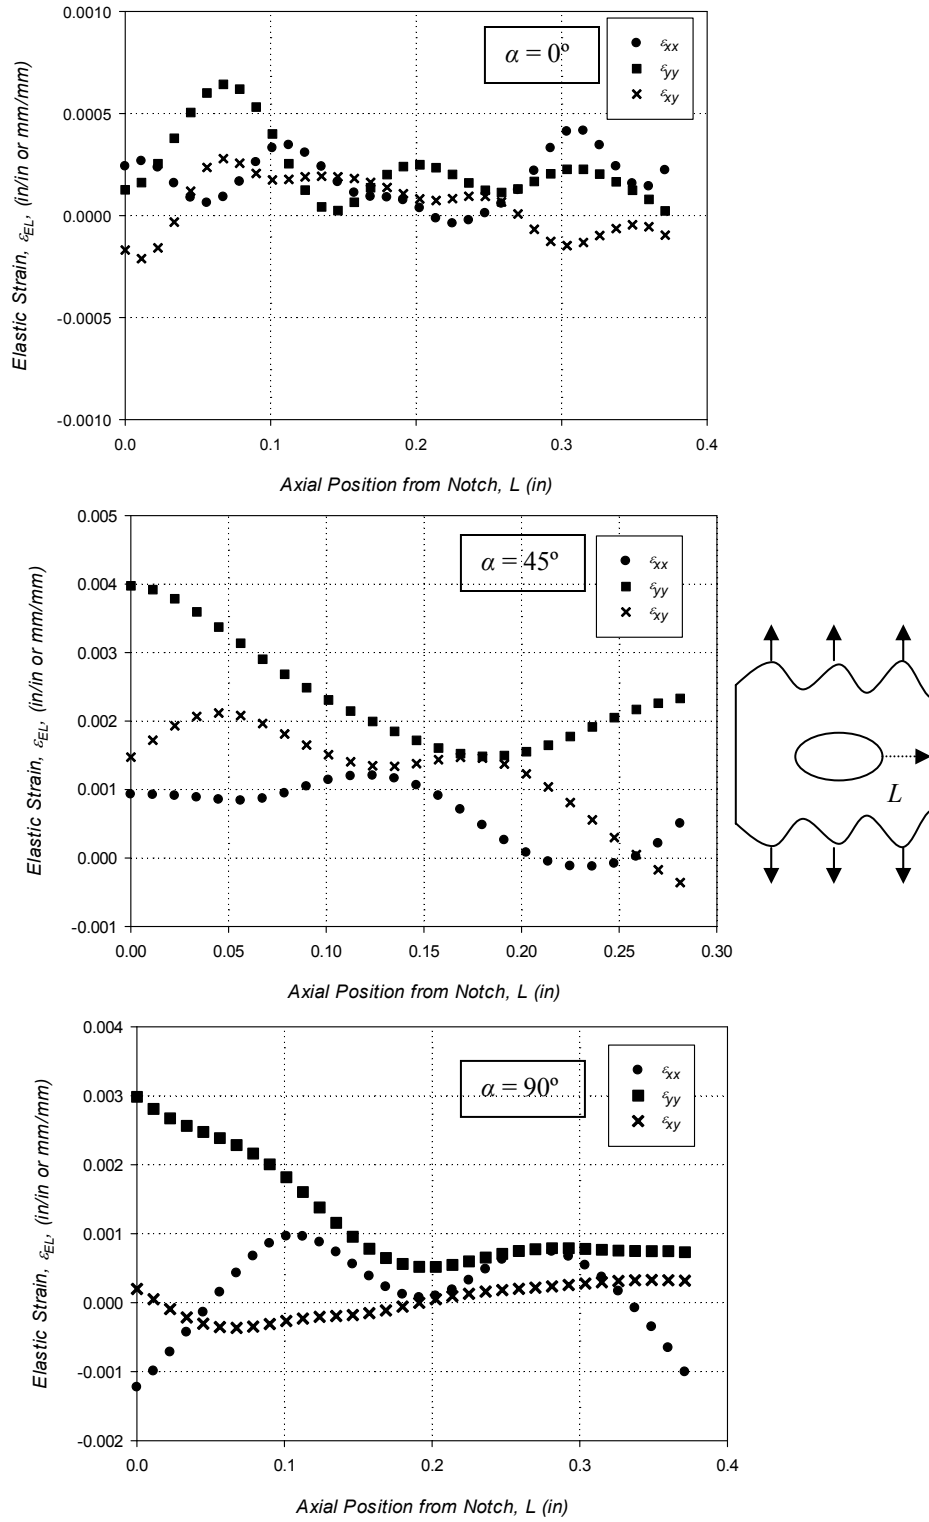 0.0010
0.0005
0.0000
-0.0005
-0.0010
Elastic Strain, εEL, (in/in or mm/mm)
α = 0º
εxx
εyy
εxy
0.0
0.1
0.2
0.3
0.4
Axial Position from Notch, L (in)
0.005
0.004
0.003
0.002
0.001
0.000
-0.001
Elastic Strain, εEL, (in/in or mm/mm)
α = 45º
εxx
εyy
εxy
0.00
0.05
0.10
0.15
0.20
0.25
0.30
Axial Position from Notch, L (in)
L
0.004
0.003
0.002
0.001
0.000
-0.001
-0.002
Elastic Strain, εEL, (in/in or mm/mm)
α = 90º
εxx
εyy
εxy
0.0
0.1
0.2
0.3
0.4
Axial Position from Notch, L (in)